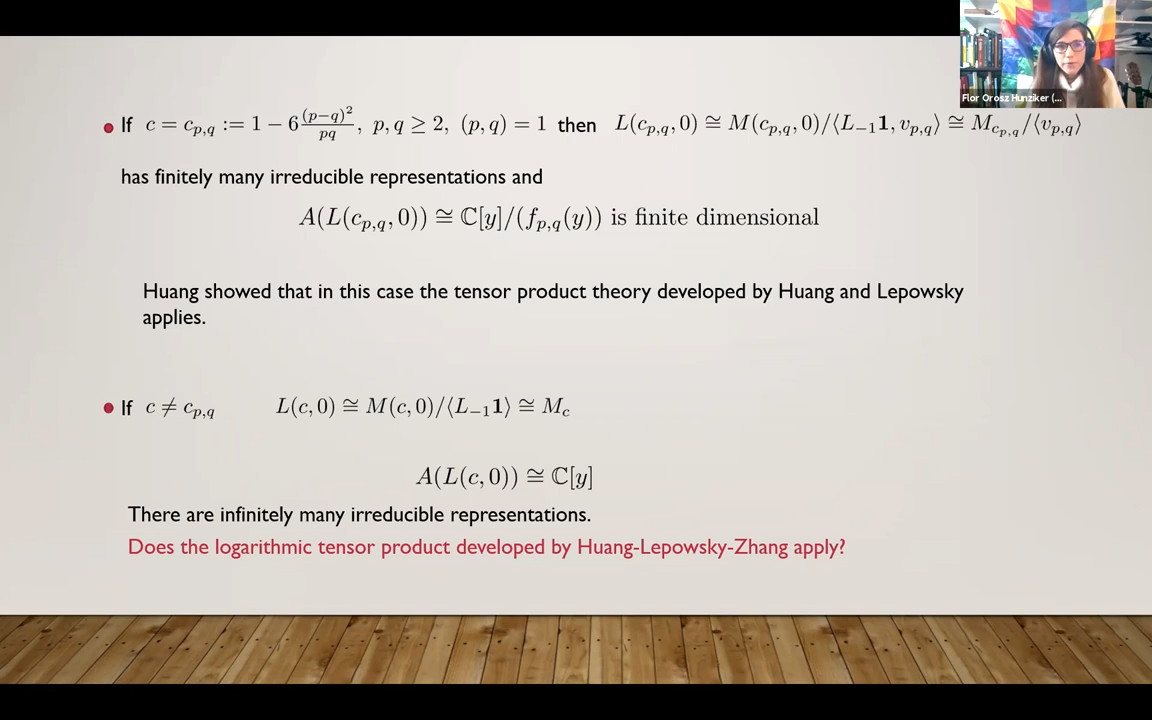 Flor Orosz Hunziker (...
If $c = c_{p,q} := 1 - 6\frac{(p-q)^2}{pq},\ p, q \geq 2,\ (p, q) = 1$ then $L(c_{p,q}, 0) \cong M(c_{p,q}, 0)/\langle L_{-1}\mathbf{1}, v_{p,q}\rangle \cong M_{c_{p,q}}/\langle v_{p,q}\rangle$
has finitely many irreducible representations and
$A(L(c_{p,q}, 0)) \cong \mathbb{C}[y]/(f_{p,q}(y))$ is finite dimensional
Huang showed that in this case the tensor product theory developed by Huang and Lepowsky
applies.
If $c \neq c_{p,q}$ $L(c, 0) \cong M(c, 0)/\langle L_{-1}\mathbf{1}\rangle \cong M_c$
$A(L(c, 0)) \cong \mathbb{C}[y]$
There are infinitely many irreducible representations.
Does the logarithmic tensor product developed by Huang-Lepowsky-Zhang apply?